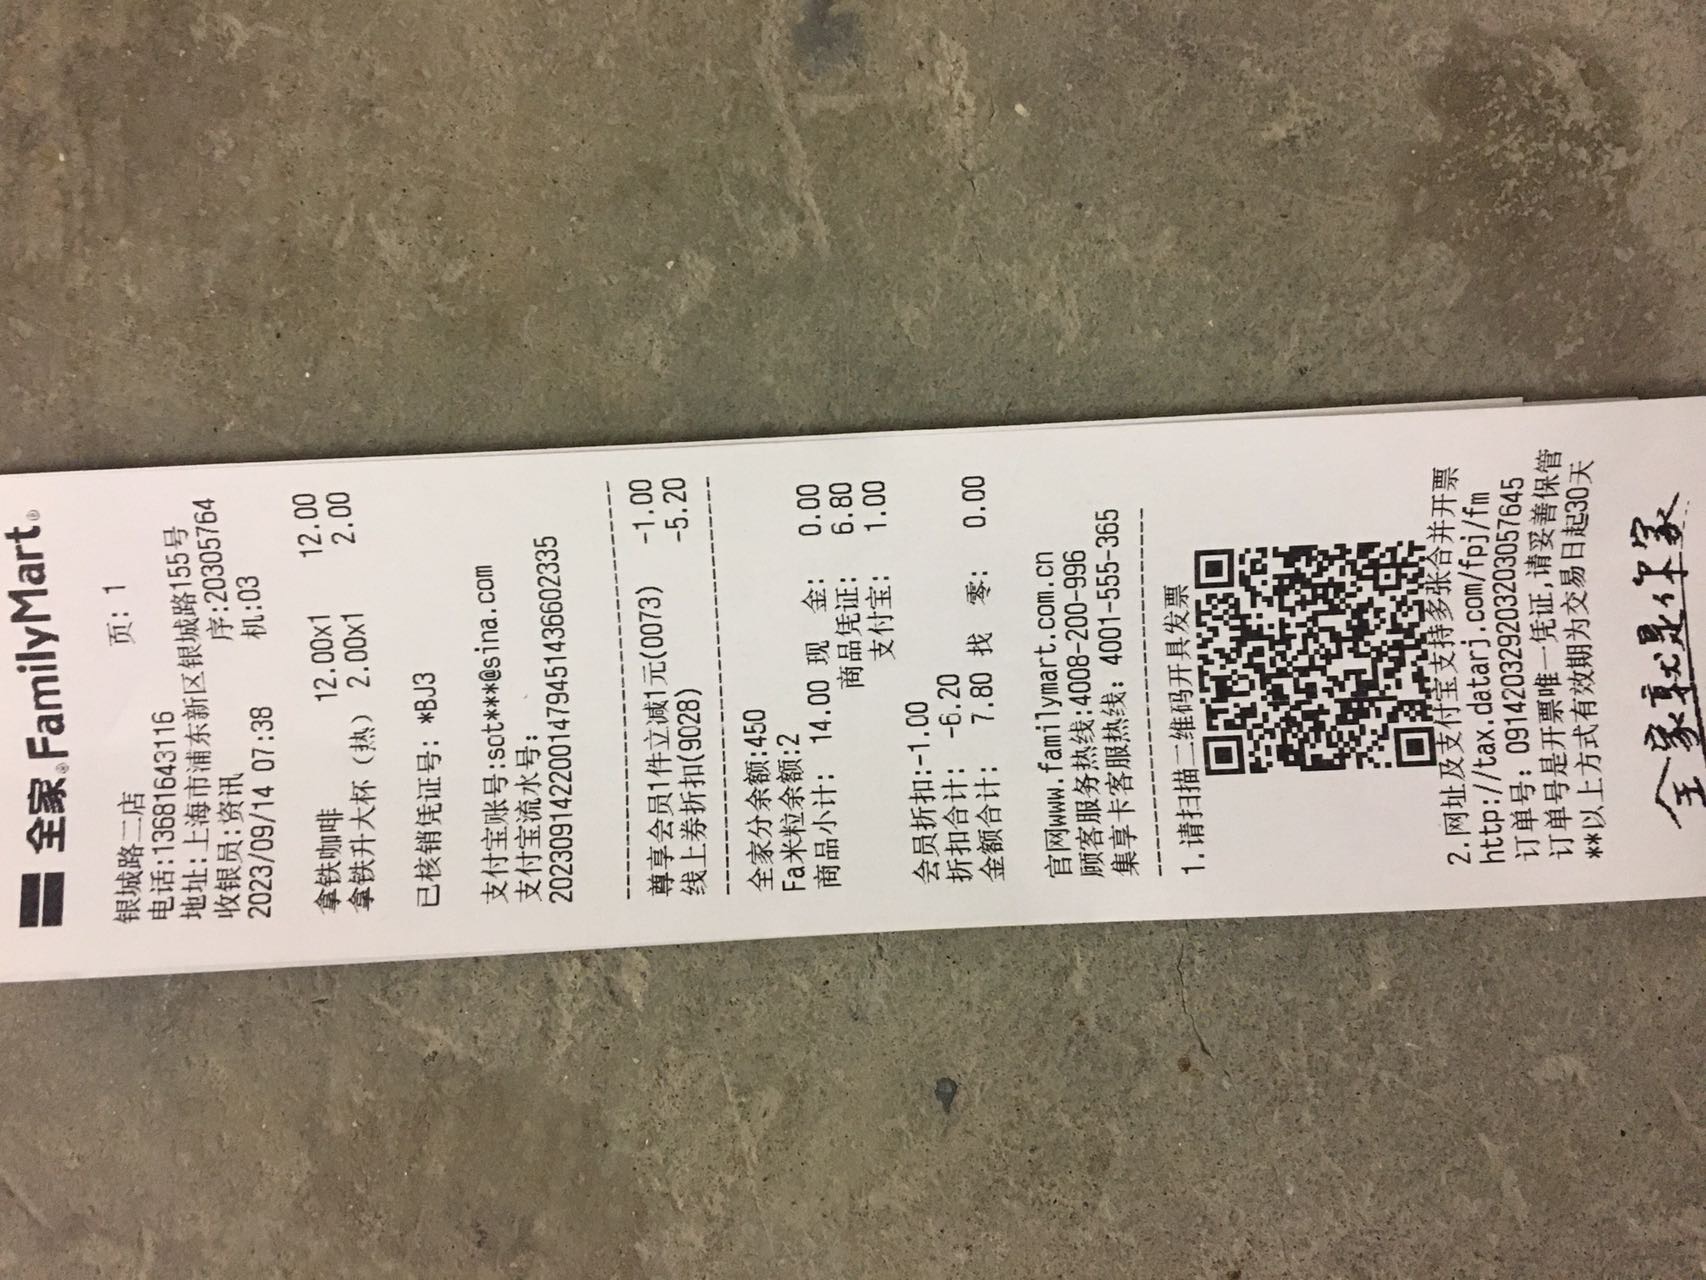 全家®FamilyMart®
银城路二店 页: 1
电话:13681643116
地址:上海市浦东新区银城路155号
收银员:资讯 序:20305764
2023/09/14 07:38 机:03
拿铁咖啡 12.00x1 12.00
拿铁升大杯（热） 2.00x1 2.00
已核销凭证号: *BJ3
支付宝账号:sot***@sina.com
支付宝流水号:
2023091422001479451436602335
尊享会员1件立减1元(0073) -1.00
线上券折扣(9028) -5.20
全家分余额:450
Fa米粒余额:2
商品小计: 14.00 现 金: 0.00
商品凭证: 6.80
支付宝: 1.00
会员折扣:-1.00
折扣合计: -6.20
金额合计: 7.80 找 零: 0.00
官网www.familymart.com.cn
顾客服务热线:4008-200-996
集享卡客服热线: 4001-555-365
1.请扫描二维码开具发票
2.网址及支付宝支持多张合并开票
http://tax.datarj.com/fpj/fm
订单号: 091420329203203057645
订单号是开票唯一凭证,请妥善保管
**以上方式有效期为交易日起30天
全家就是你家